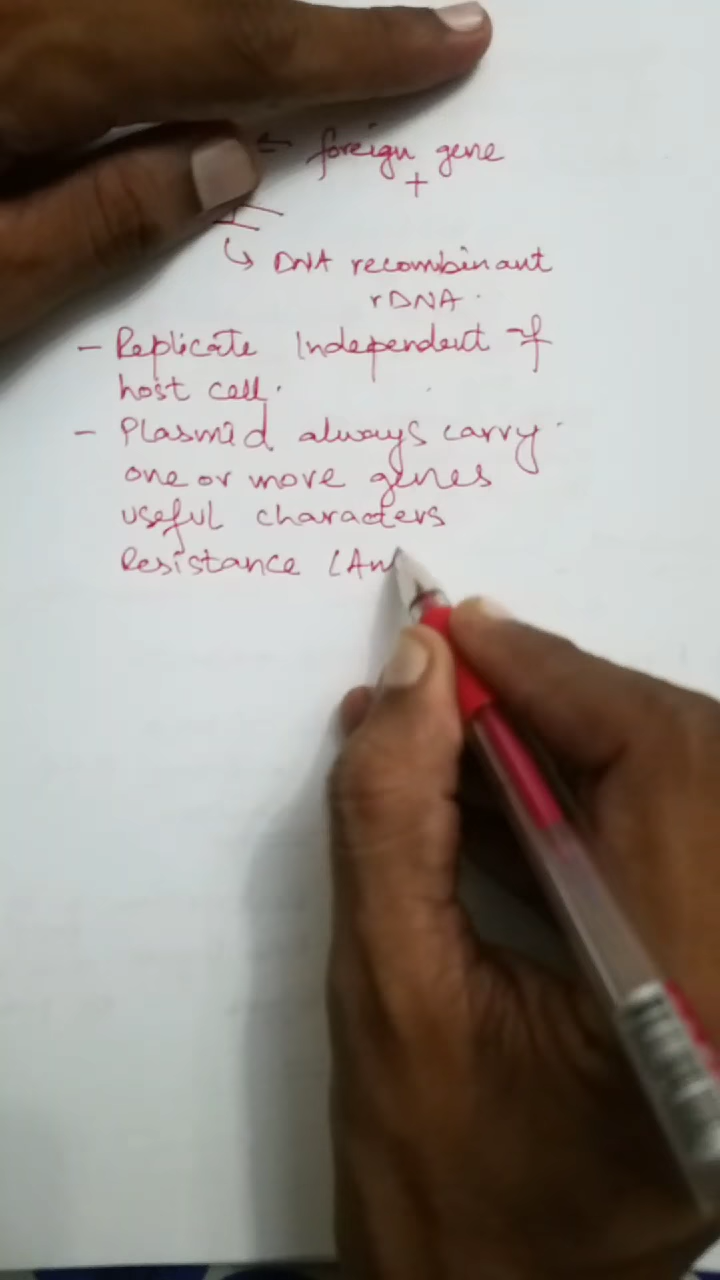 foreign gene
+
DNA recombinant
rDNA.
- Replicate Independent of
host cell.
- Plasmid always carry
one or more genes
useful characters
Resistance (An